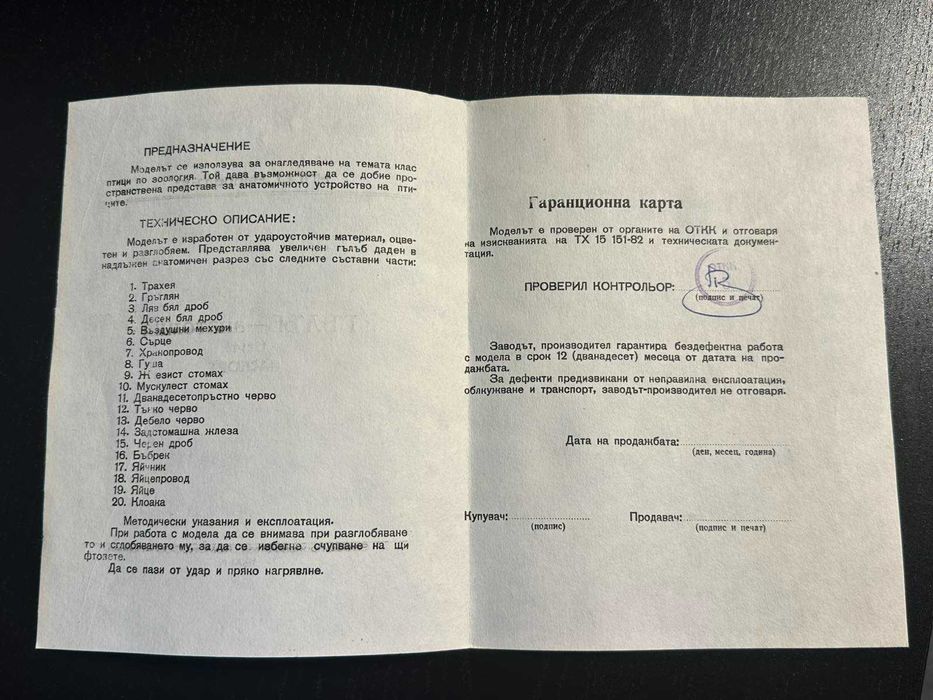 ПРЕДНАЗНАЧЕНИЕ
Моделът се използува за онагледяване на темата клас
птици по зоология. Той дава възможност да се добие про-
странствена представа за анатомичното устройство на пти-
ците.
ТЕХНИЧЕСКО ОПИСАНИЕ:
Моделът е изработен от удароустойчив материал, оцве-
тен и разглобяем. Представлява увеличен гълъб даден в
надлъжен анатомичен разрез със следните съставни части:
1. Трахея
2. Гръглян
3. Ляв бял дроб
4. Десен бял дроб
5. Въздушни мехури
6. Сърце
7. Хранопровод
8. Гуша
9. Жлезист стомах
10. Мускулест стомах
11. Дванадесетопръстно черво
12. Тънко черво
13. Дебело черво
14. Задстомашна жлеза
15. Черен дроб
16. Бъбрек
17. Яйчник
18. Яйцепровод
19. Яйце
20. Клоака
Методически указания и експлоатация.
При работа с модела да се внимава при разглобяване
то и сглобяването му, за да се избегне счупване на щи
фтовете.
Да се пази от удар и пряко нагрявлне.
Гаранционна карта
Моделът е проверен от органите на ОТКК и отговаря
на изискванията на ТХ 15 151-82 и техническата докумен-
тация.
ОТКК
ПРОВЕРИЛ КОНТРОЛЬОР:
(подпис и печат)
Заводът, производител гарантира бездефектна работа
с модела в срок 12 (дванадесет) месеца от датата на про-
дажбата.
За дефекти предизвикани от неправилна експлоатация,
облкужване и транспорт, заводът-производител не отговаря.
Дата на продажбата:
(ден, месец, година)
Купувач:
(подпис)
Продавач:
(подпис и печат)